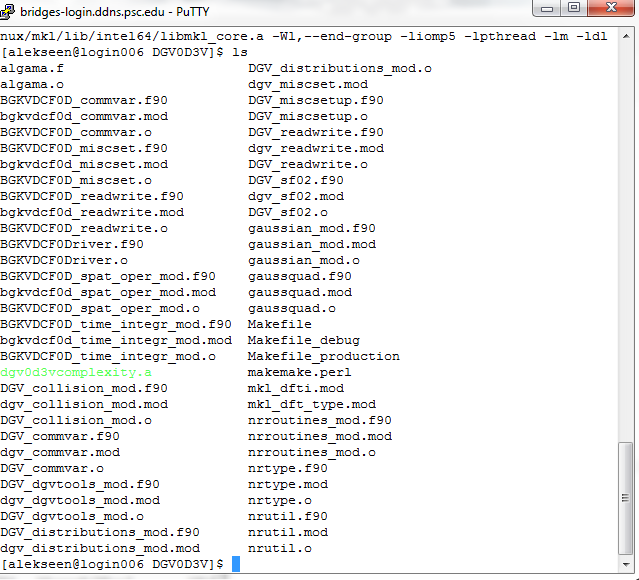 bridges-login.ddns.psc.edu - PuTTY
nux/mkl/lib/intel64/libmkl_core.a -Wl,--end-group -liomp5 -lpthread -lm -ldl
[alekseen@login006 DGV0D3V]$ ls
algama.f DGV_distributions_mod.o
algama.o dgv_miscset.mod
BGKVDCF0D_commvar.f90 DGV_miscsetup.f90
bgkvdcf0d_commvar.mod DGV_miscsetup.o
BGKVDCF0D_commvar.o DGV_readwrite.f90
BGKVDCF0D_miscset.f90 dgv_readwrite.mod
bgkvdcf0d_miscset.mod DGV_readwrite.o
BGKVDCF0D_miscset.o DGV_sf02.f90
BGKVDCF0D_readwrite.f90 dgv_sf02.mod
bgkvdcf0d_readwrite.mod DGV_sf02.o
BGKVDCF0D_readwrite.o gaussian_mod.f90
BGKVDCF0Driver.f90 gaussian_mod.mod
BGKVDCF0Driver.o gaussian_mod.o
BGKVDCF0D_spat_oper_mod.f90 gaussquad.f90
bgkvdcf0d_spat_oper_mod.mod gaussquad.mod
BGKVDCF0D_spat_oper_mod.o gaussquad.o
BGKVDCF0D_time_integr_mod.f90 Makefile
bgkvdcf0d_time_integr_mod.mod Makefile_debug
BGKVDCF0D_time_integr_mod.o Makefile_production
dgv0d3vcomplexity.a makemake.perl
DGV_collision_mod.f90 mkl_dfti.mod
dgv_collision_mod.mod mkl_dft_type.mod
DGV_collision_mod.o nrroutines_mod.f90
DGV_commvar.f90 nrroutines_mod.mod
dgv_commvar.mod nrroutines_mod.o
DGV_commvar.o nrtype.f90
DGV_dgvtools_mod.f90 nrtype.mod
dgv_dgvtools_mod.mod nrtype.o
DGV_dgvtools_mod.o nrutil.f90
DGV_distributions_mod.f90 nrutil.mod
dgv_distributions_mod.mod nrutil.o
[alekseen@login006 DGV0D3V]$